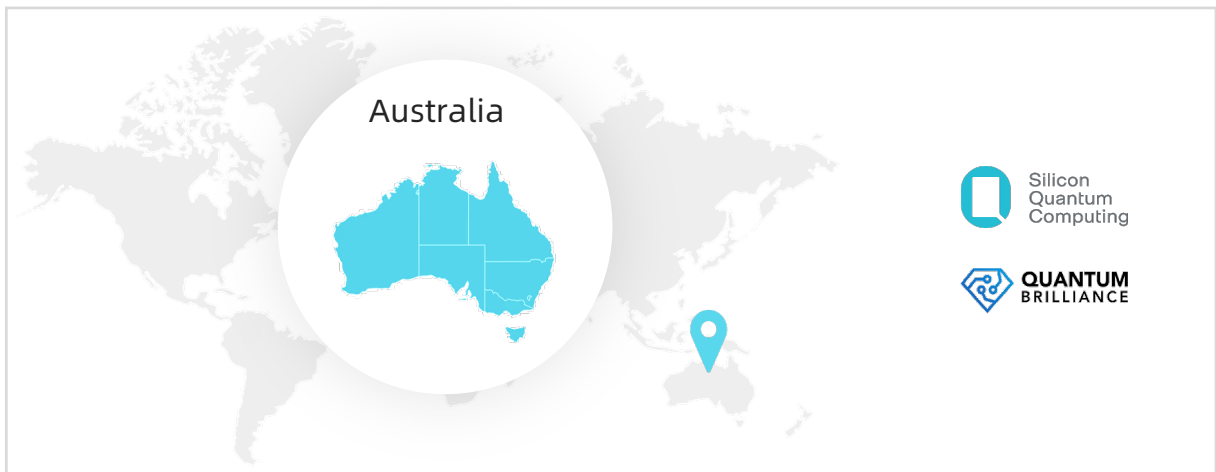 Australia
Silicon
Quantum
Computing
QUANTUM
BRILLIANCE